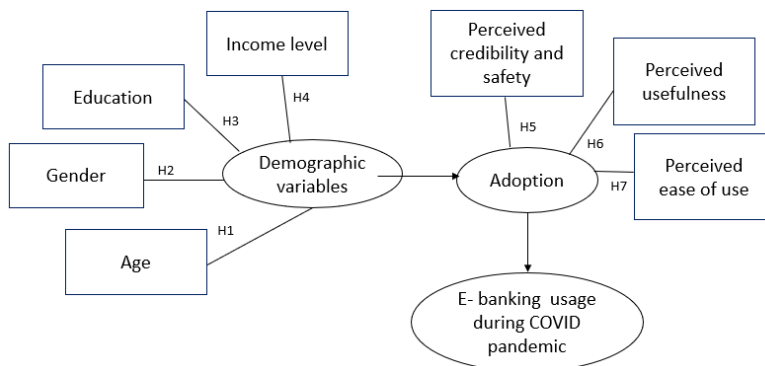 Income level
Perceived
credibility and
safety
Perceived
usefulness
Education
H4
H3
H5
H6
Gender
H2
Demographic
variables
Adoption
H7
Perceived
ease of use
H1
Age
E- banking usage
during COVID
pandemic